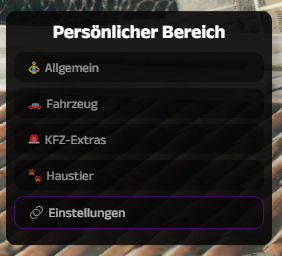 Persönlicher Bereich
Allgemein
Fahrzeug
KFZ-Extras
Haustier
Einstellungen